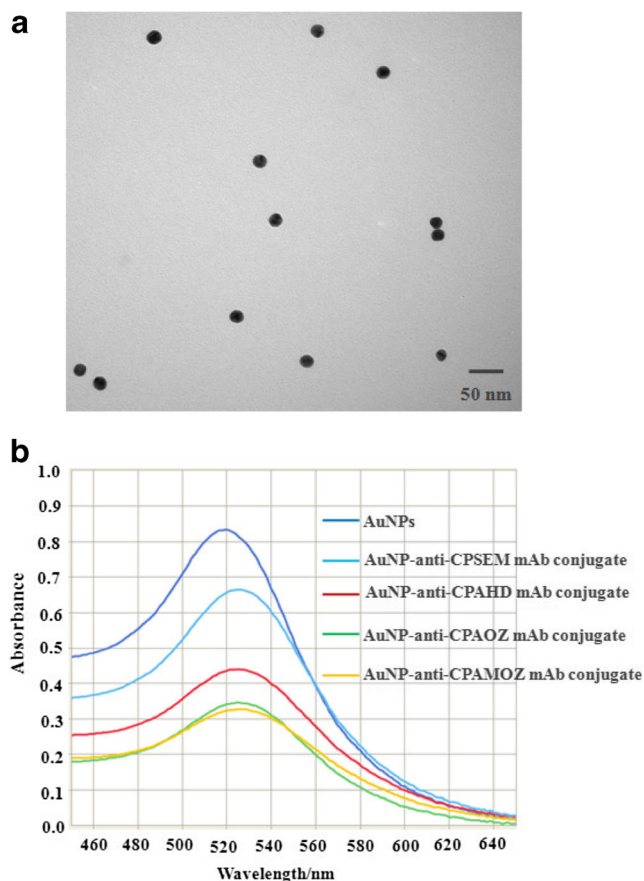 a
50 nm
b
1.0
0.9
0.8
0.7
0.6
0.5
0.4
0.3
0.2
0.1
0.0
Absorbance
AuNPs
AuNP-anti-CPSEM mAb conjugate
AuNP-anti-CPAHD mAb conjugate
AuNP-anti-CPAOZ mAb conjugate
AuNP-anti-CPAMOZ mAb conjugate
460 480 500 520 540 560 580 600 620 640
Wavelength/nm